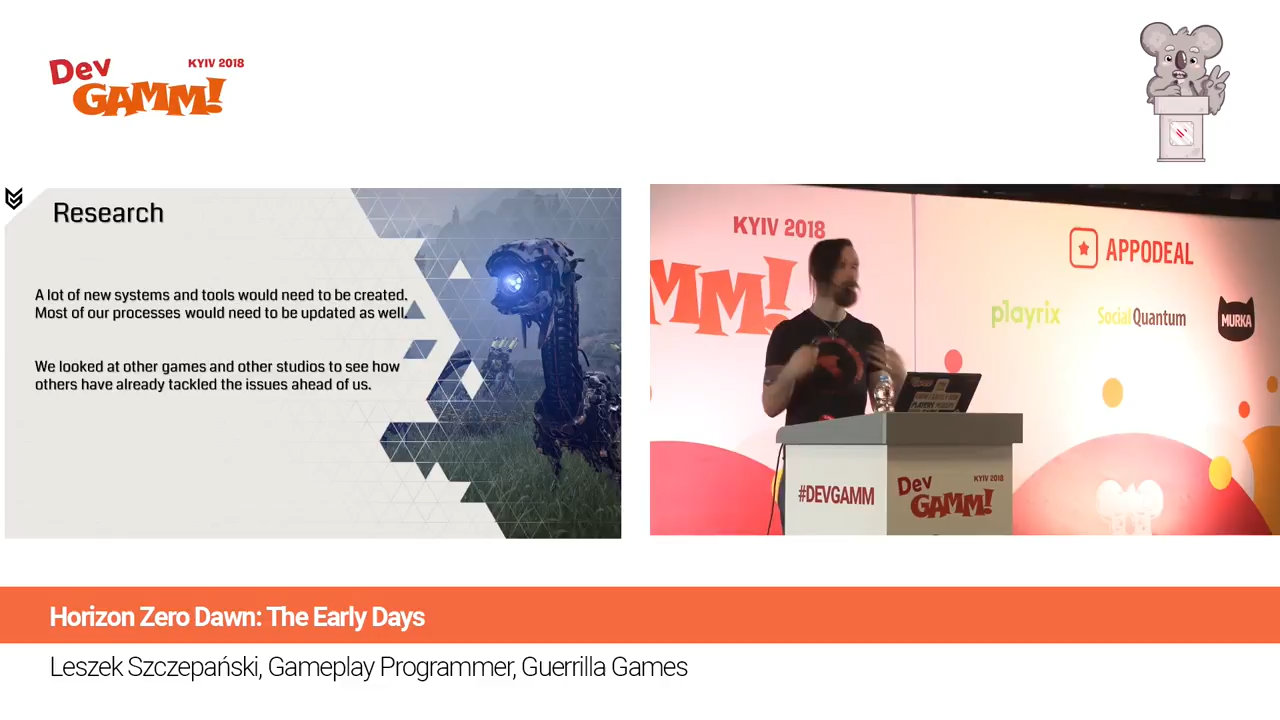 Dev
GAMM!
KYIV 2018
Research
A lot of new systems and tools would need to be created.
Most of our processes would need to be updated as well.
We looked at other games and other studios to see how
others have already tackled the issues ahead of us.
KYIV 2018
MM!
APPODEAL
playrix
SocialQuantum
MURKA
#DEVGAMM
Dev
GAMM!
KYIV 2018
Horizon Zero Dawn: The Early Days
Leszek Szczepański, Gameplay Programmer, Guerrilla Games